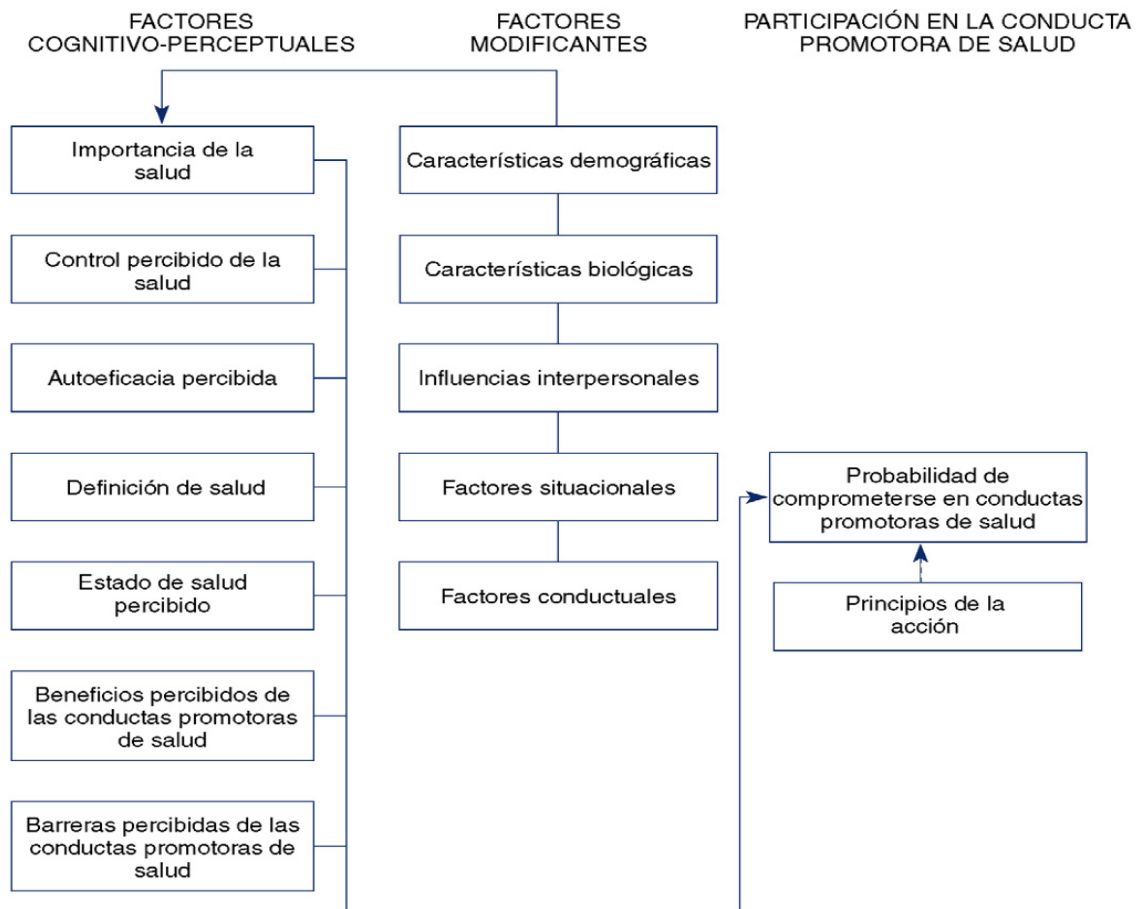 FACTORES
COGNITIVO-PERCEPTUALES
FACTORES
MODIFICANTES
PARTICIPACIÓN EN LA CONDUCTA
PROMOTORA DE SALUD
Importancia de la
salud
Control percibido de la
salud
Autoeficacia percibida
Definición de salud
Estado de salud
percibido
Beneficios percibidos de
las conductas promotoras
de salud
Barreras percibidas de las
conductas promotoras de
salud
Características demográficas
Características biológicas
Influencias interpersonales
Factores situacionales
Factores conductuales
Probabilidad de
comprometerse en conductas
promotoras de salud
Principios de la
acción